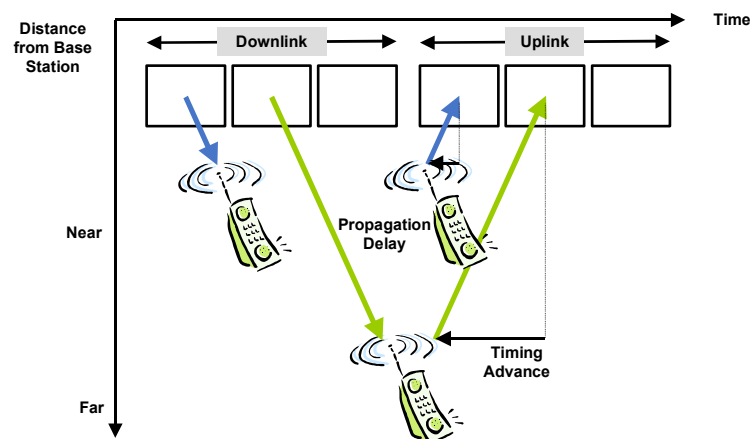 Distance
from Base
Station
Time
Downlink
Uplink
Near
Propagation
Delay
Timing
Advance
Far